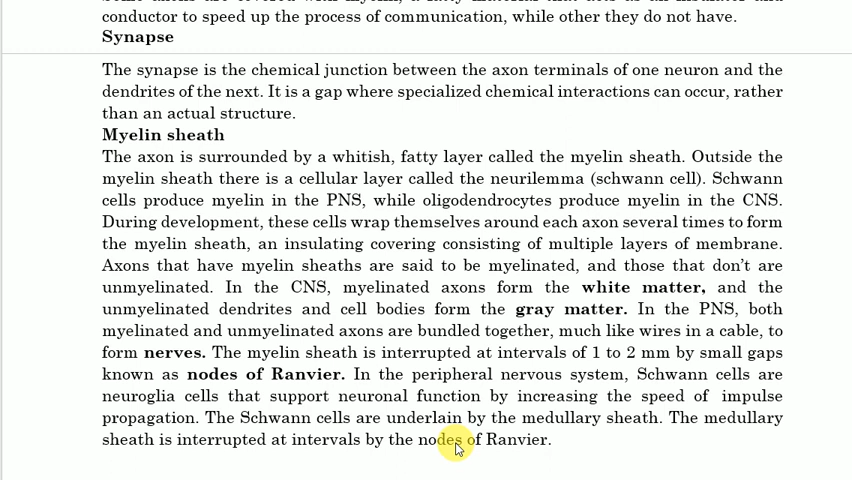 conductor to speed up the process of communication, while other they do not have.
Synapse
The synapse is the chemical junction between the axon terminals of one neuron and the
dendrites of the next. It is a gap where specialized chemical interactions can occur, rather
than an actual structure.
Myelin sheath
The axon is surrounded by a whitish, fatty layer called the myelin sheath. Outside the
myelin sheath there is a cellular layer called the neurilemma (schwann cell). Schwann
cells produce myelin in the PNS, while oligodendrocytes produce myelin in the CNS.
During development, these cells wrap themselves around each axon several times to form
the myelin sheath, an insulating covering consisting of multiple layers of membrane.
Axons that have myelin sheaths are said to be myelinated, and those that don't are
unmyelinated. In the CNS, myelinated axons form the white matter, and the
unmyelinated dendrites and cell bodies form the gray matter. In the PNS, both
myelinated and unmyelinated axons are bundled together, much like wires in a cable, to
form nerves. The myelin sheath is interrupted at intervals of 1 to 2 mm by small gaps
known as nodes of Ranvier. In the peripheral nervous system, Schwann cells are
neuroglia cells that support neuronal function by increasing the speed of impulse
propagation. The Schwann cells are underlain by the medullary sheath. The medullary
sheath is interrupted at intervals by the nodes of Ranvier.